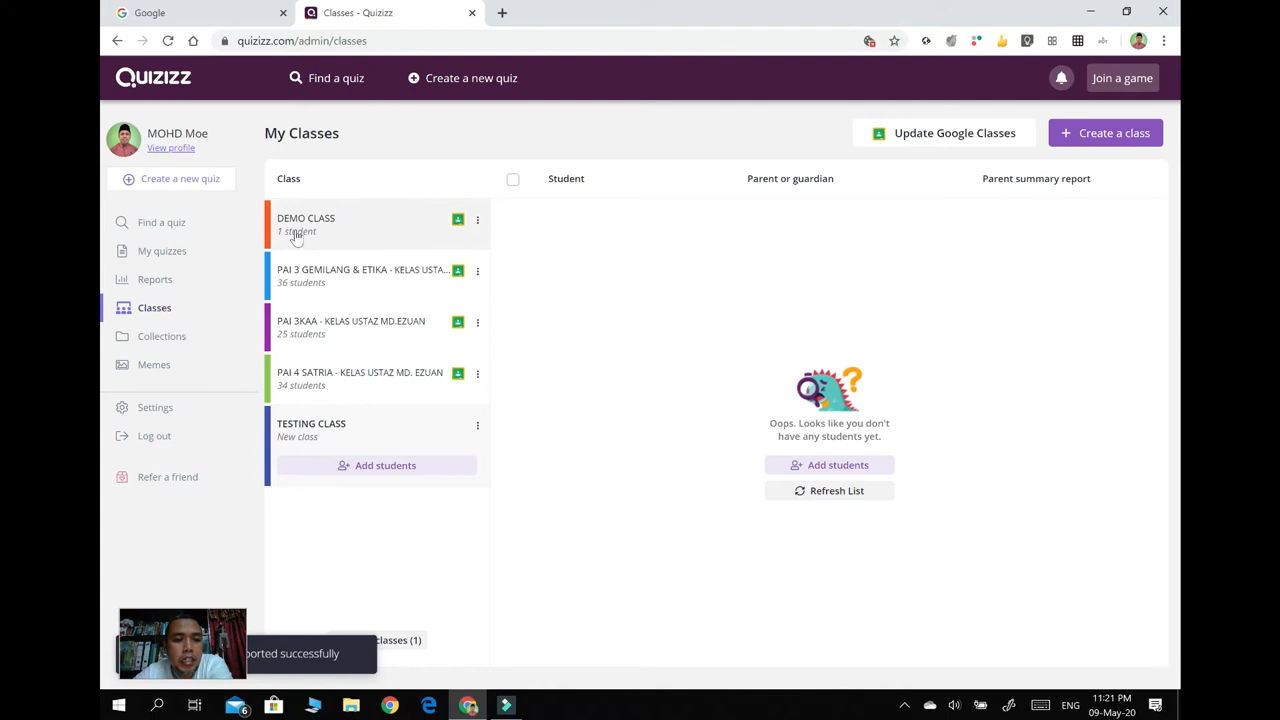 Google
Classes - Quizizz
quizizz.com/admin/classes
QUIZIZZ
Find a quiz
Create a new quiz
Join a game
MOHD Moe
View profile
Create a new quiz
Find a quiz
My quizzes
Reports
Classes
Collections
Memes
Settings
Log out
Refer a friend
My Classes
Update Google Classes
Create a class
Class
Student
Parent or guardian
Parent summary report
DEMO CLASS
1 student
PAI 3 GEMILANG & ETIKA - KELAS USTA...
36 students
PAI 3KAA - KELAS USTAZ MD.EZUAN
25 students
PAI 4 SATRIA - KELAS USTAZ MD. EZUAN
34 students
TESTING CLASS
New class
Add students
Oops. Looks like you don't
have any students yet.
Add students
Refresh List
classes (1)
orted successfully
6
ENG
11:21 PM
09-May-20